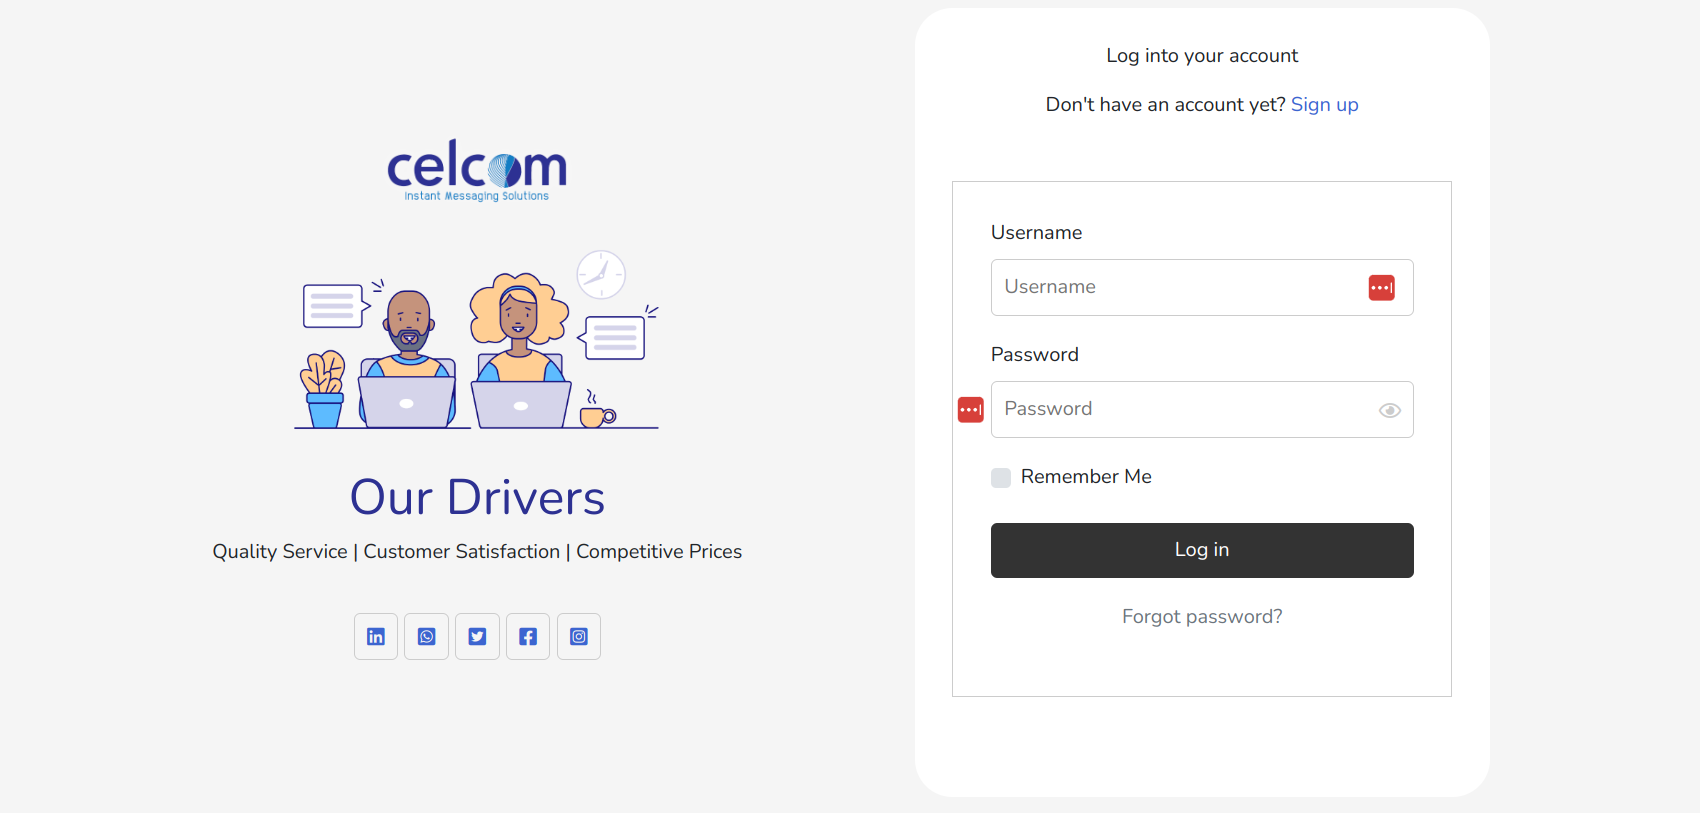 celcom
Instant Messaging Solutions
Our Drivers
Quality Service | Customer Satisfaction | Competitive Prices
Log into your account
Don't have an account yet? Sign up
Username
Username
Password
Password
Remember Me
Log in
Forgot password?